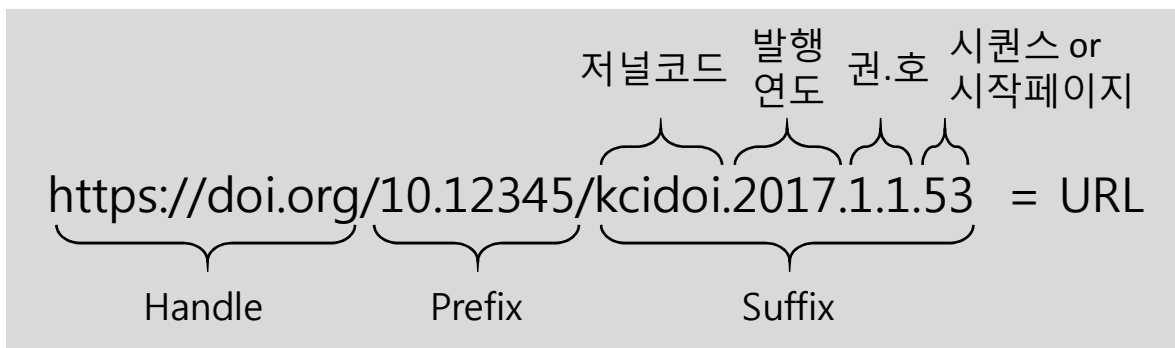 저널코드 발행 연도 권.호 시퀀스 or 시작페이지
https://doi.org/10.12345/kcidoi.2017.1.1.53 = URL
Handle Prefix Suffix